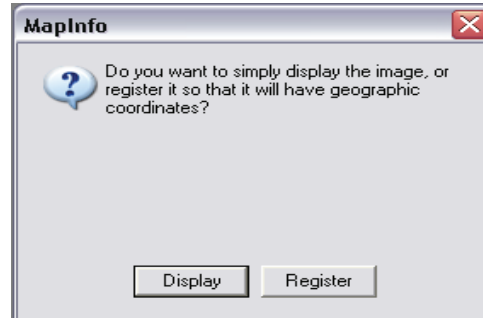 MapInfo
Do you want to simply display the image, or
register it so that it will have geographic
coordinates?
Display
Register